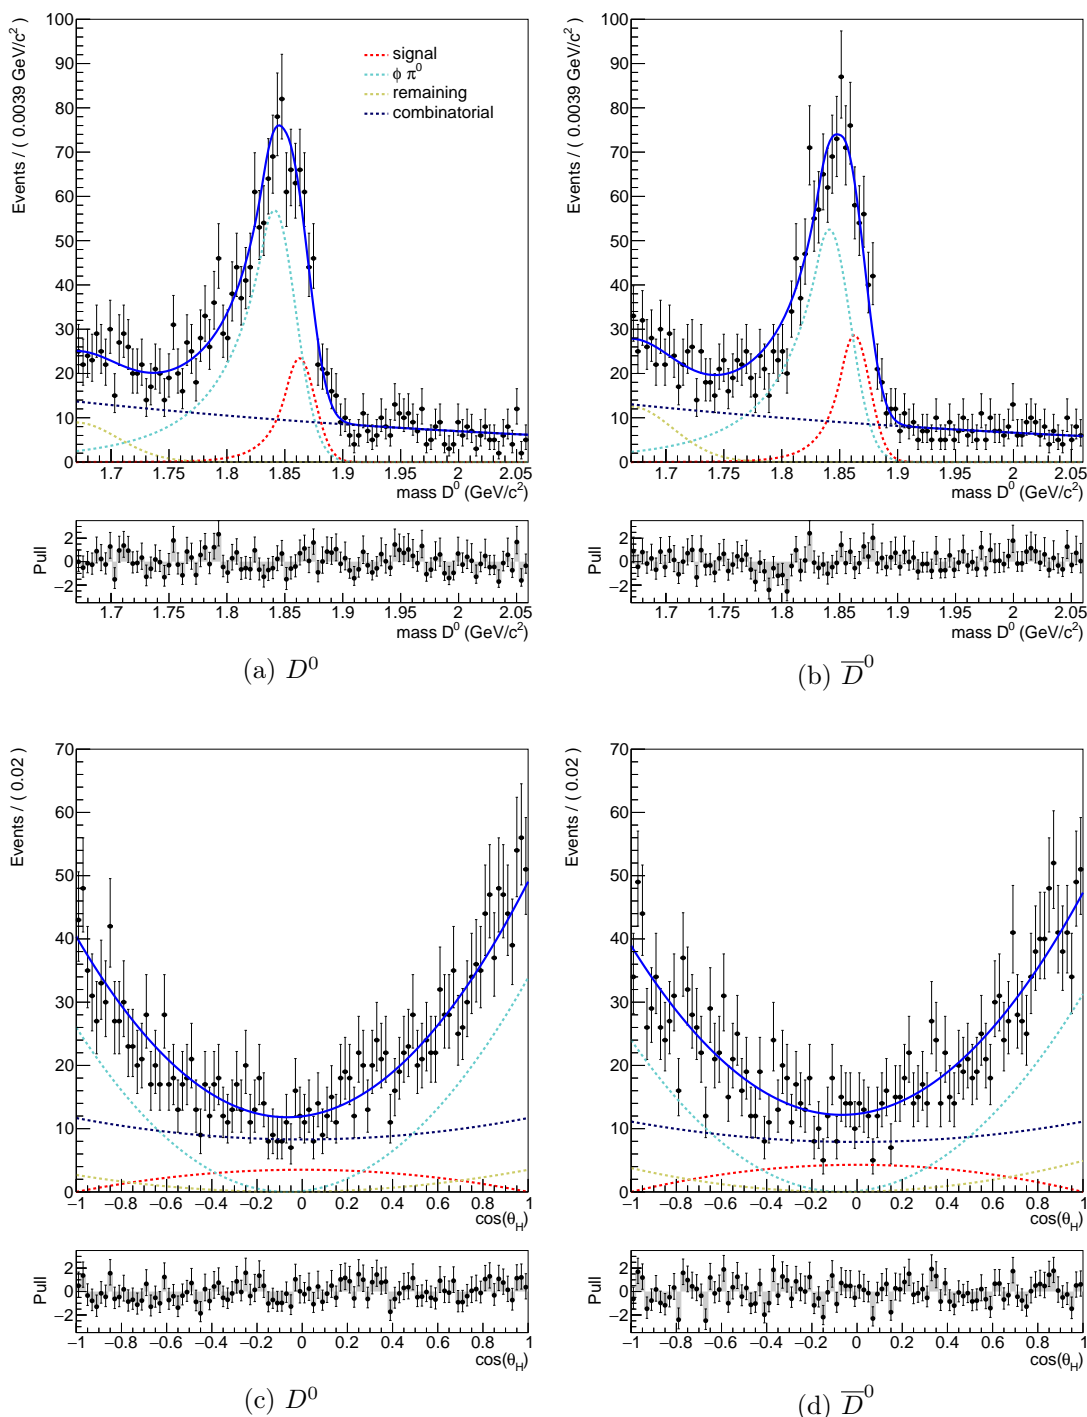 Events / ( 0.0039 GeV/c²)
100
90
80
70
60
50
40
30
20
10
0
signal
ϕ π⁰
remaining
combinatorial
1.7 1.75 1.8 1.85 1.9 1.95 2 2.05
mass D⁰ (GeV/c²)
Pull
2
0
−2
1.7 1.75 1.8 1.85 1.9 1.95 2 2.05
mass D⁰ (GeV/c²)
(a) D⁰
Events / ( 0.0039 GeV/c²)
100
90
80
70
60
50
40
30
20
10
0
1.7 1.75 1.8 1.85 1.9 1.95 2 2.05
mass D⁰ (GeV/c²)
Pull
2
0
−2
1.7 1.75 1.8 1.85 1.9 1.95 2 2.05
mass D⁰ (GeV/c²)
(b) D̅⁰
Events / ( 0.02 )
70
60
50
40
30
20
10
0
−1 −0.8 −0.6 −0.4 −0.2 0 0.2 0.4 0.6 0.8 1
cos(θ_H)
Pull
2
0
−2
−1 −0.8 −0.6 −0.4 −0.2 0 0.2 0.4 0.6 0.8 1
cos(θ_H)
(c) D⁰
Events / ( 0.02 )
70
60
50
40
30
20
10
0
−1 −0.8 −0.6 −0.4 −0.2 0 0.2 0.4 0.6 0.8 1
cos(θ_H)
Pull
2
0
−2
−1 −0.8 −0.6 −0.4 −0.2 0 0.2 0.4 0.6 0.8 1
cos(θ_H)
(d) D̅⁰